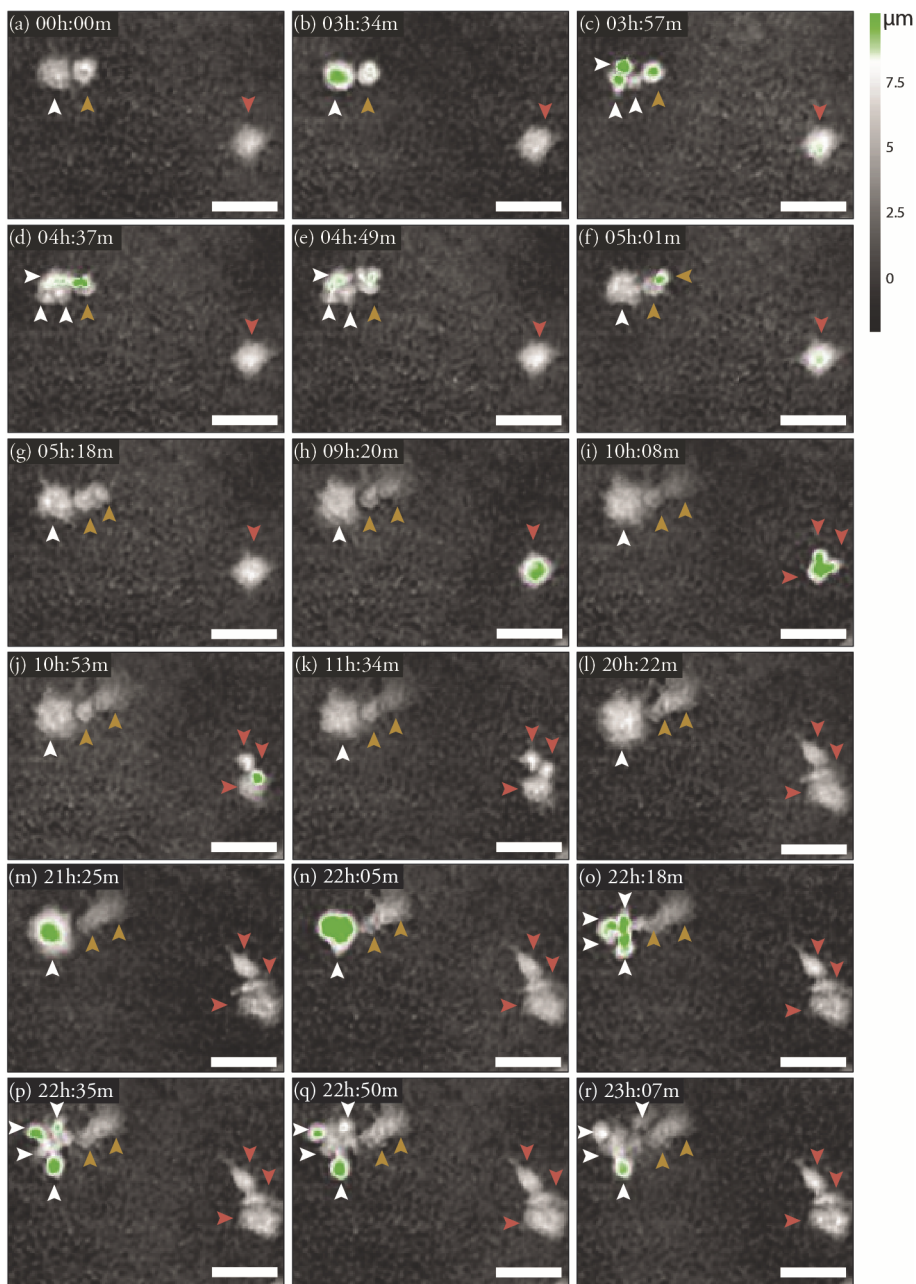 (a) 00h:00m (b) 03h:34m (c) 03h:57m µm
7.5
5
2.5
0
(d) 04h:37m (e) 04h:49m (f) 05h:01m
(g) 05h:18m (h) 09h:20m (i) 10h:08m
(j) 10h:53m (k) 11h:34m (l) 20h:22m
(m) 21h:25m (n) 22h:05m (o) 22h:18m
(p) 22h:35m (q) 22h:50m (r) 23h:07m